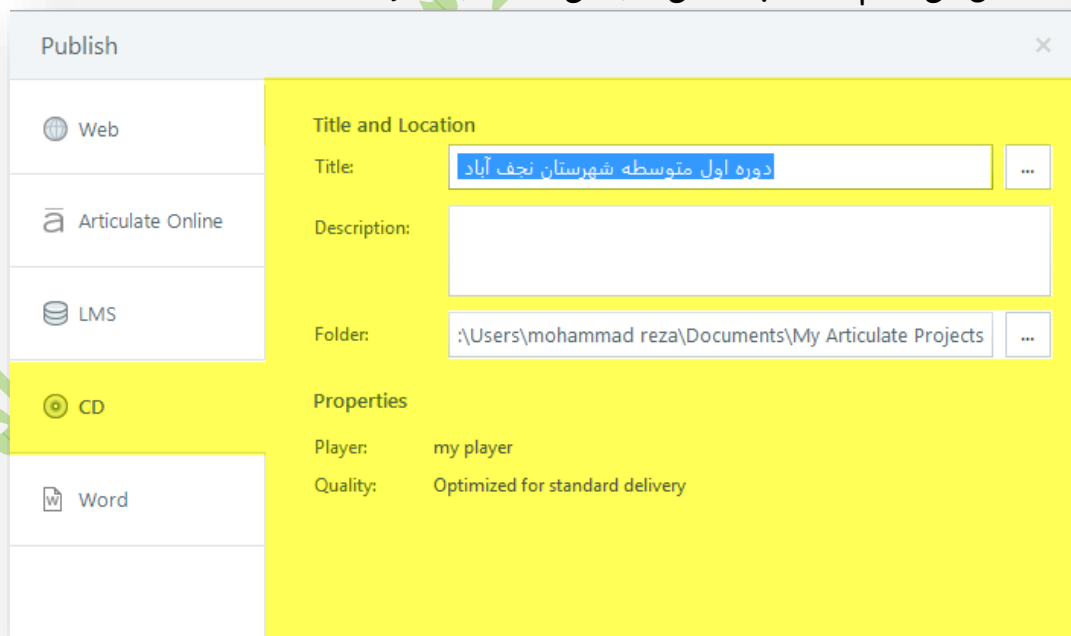 Publish
Web
Articulate Online
LMS
CD
Word
Title and Location
Title: دوره اول متوسطه شهرستان نجف آباد ...
Description:
Folder: :\Users\mohammad reza\Documents\My Articulate Projects ...
Properties
Player: my player
Quality: Optimized for standard delivery